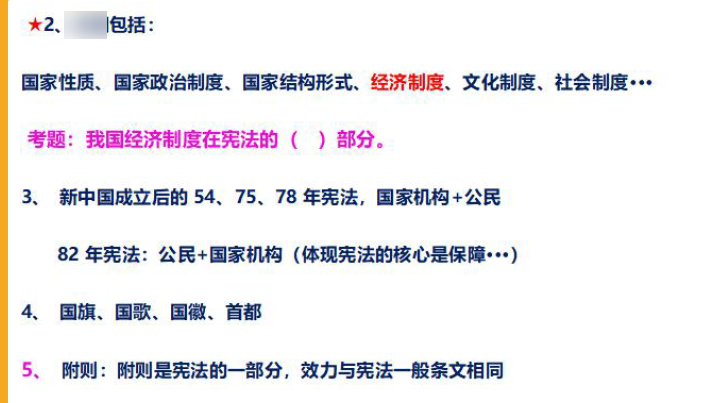 ★2、包括：
国家性质、国家政治制度、国家结构形式、经济制度、文化制度、社会制度•••
考题：我国经济制度在宪法的（ ）部分。
3、 新中国成立后的 54、75、78 年宪法，国家机构+公民
82 年宪法：公民+国家机构（体现宪法的核心是保障•••）
4、 国旗、国歌、国徽、首都
5、 附则：附则是宪法的一部分，效力与宪法一般条文相同